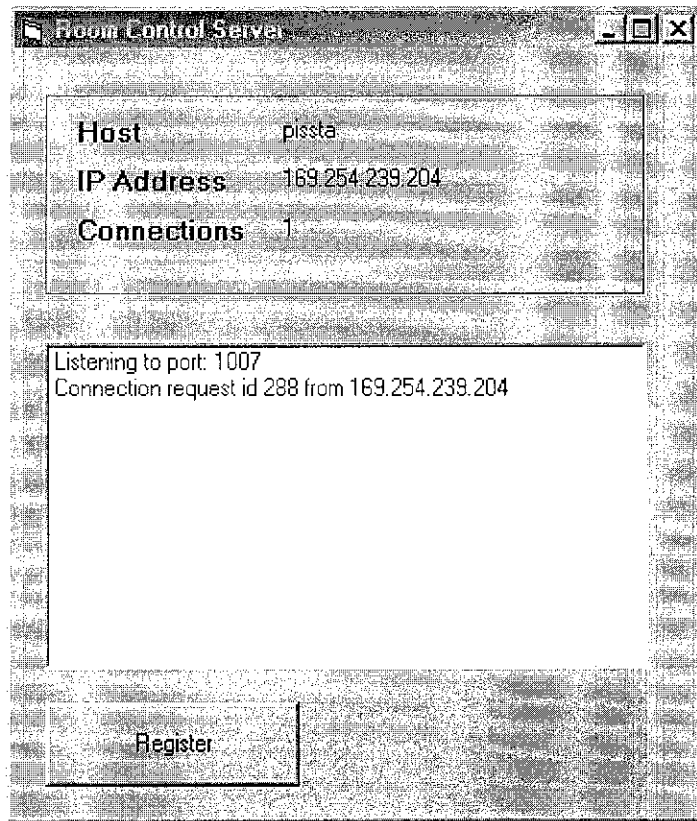 Room Control Server
Host pissta
IP Address 169.254.239.204
Connections 1
Listening to port: 1007
Connection request id 288 from 169.254.239.204
Register